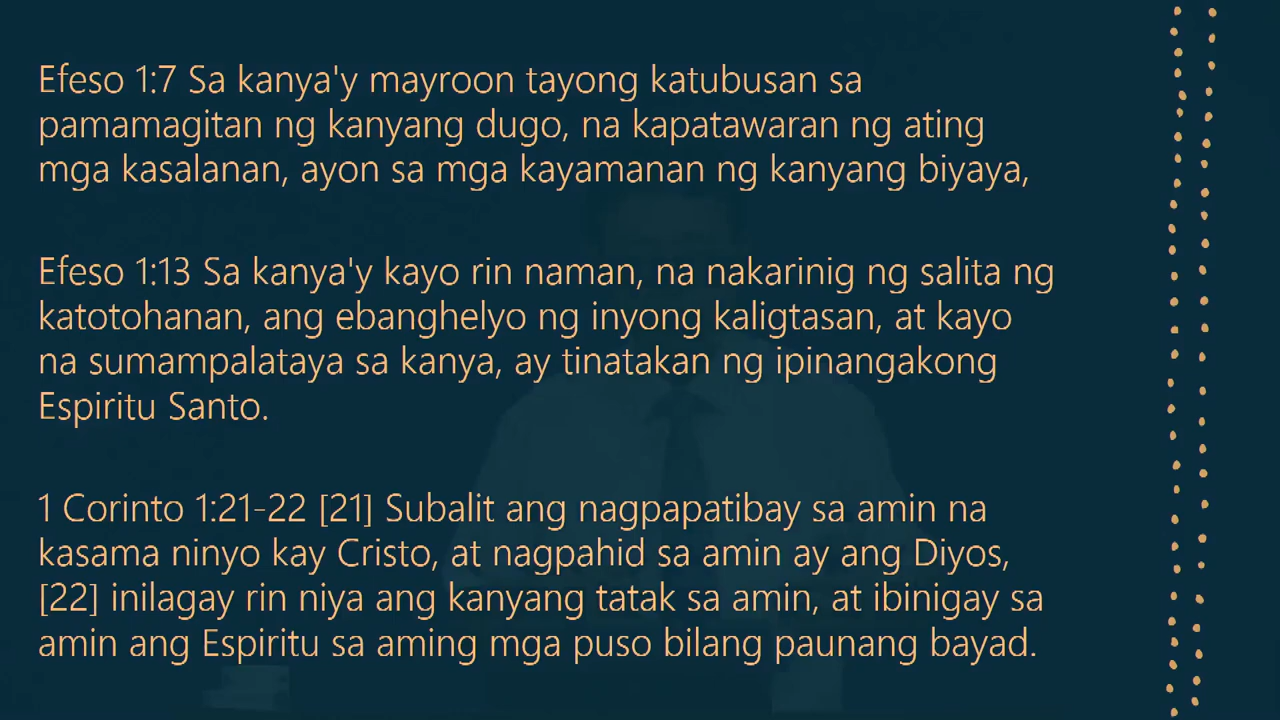 Efeso 1:7 Sa kanya'y mayroon tayong katubusan sa
pamamagitan ng kanyang dugo, na kapatawaran ng ating
mga kasalanan, ayon sa mga kayamanan ng kanyang biyaya,
Efeso 1:13 Sa kanya'y kayo rin naman, na nakarinig ng salita ng
katotohanan, ang ebanghelyo ng inyong kaligtasan, at kayo
na sumampalataya sa kanya, ay tinatakan ng ipinangakong
Espiritu Santo.
1 Corinto 1:21-22 [21] Subalit ang nagpapatibay sa amin na
kasama ninyo kay Cristo, at nagpahid sa amin ay ang Diyos,
[22] inilagay rin niya ang kanyang tatak sa amin, at ibinigay sa
amin ang Espiritu sa aming mga puso bilang paunang bayad.